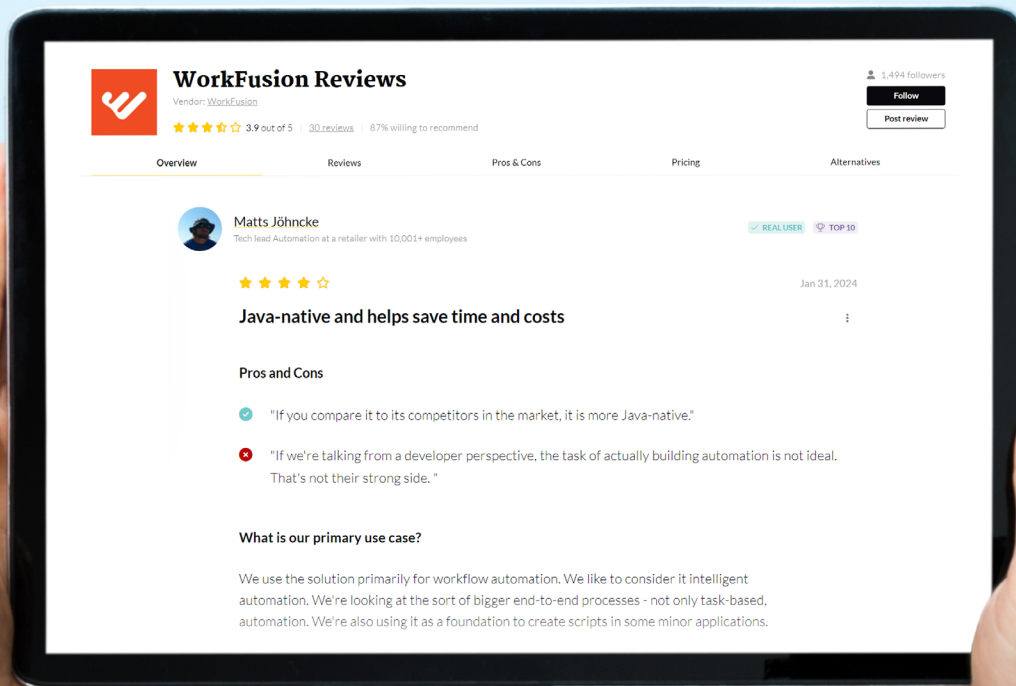 WorkFusion Reviews
Vendor: WorkFusion
3.9 out of 5 | 30 reviews | 87% willing to recommend
1,494 followers
Follow
Post review
Overview Reviews Pros & Cons Pricing Alternatives
Matts Jöhncke
Tech lead Automation at a retailer with 10,001+ employees
REAL USER TOP 10
Jan 31, 2024
Java-native and helps save time and costs
Pros and Cons
"If you compare it to its competitors in the market, it is more Java-native."
"If we're talking from a developer perspective, the task of actually building automation is not ideal.
That's not their strong side. "
What is our primary use case?
We use the solution primarily for workflow automation. We like to consider it intelligent
automation. We're looking at the sort of bigger end-to-end processes - not only task-based,
automation. We're also using it as a foundation to create scripts in some minor applications.